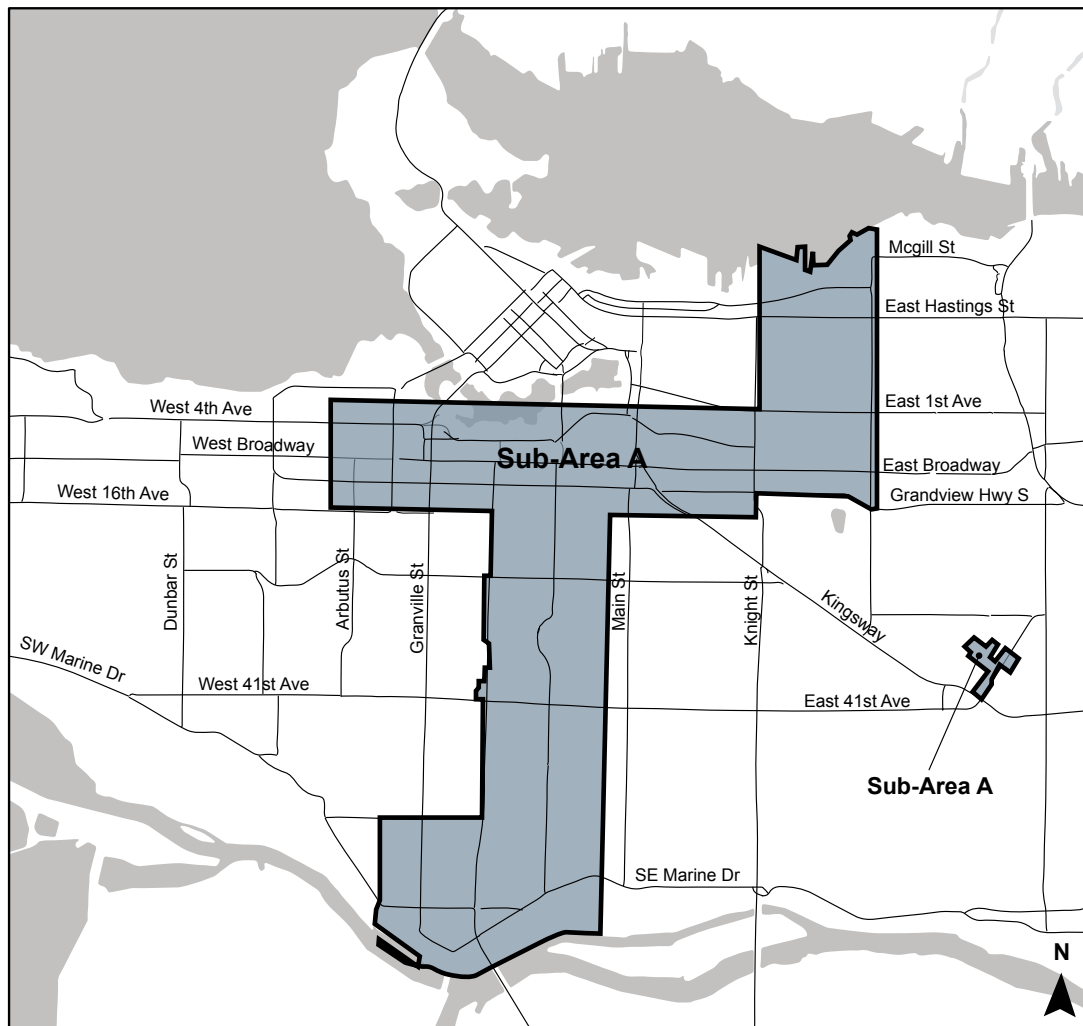 Mcgill St
East Hastings St
West 4th Ave
East 1st Ave
West Broadway
Sub-Area A
East Broadway
West 16th Ave
Grandview Hwy S
Dunbar St
Arbutus St
Granville St
Main St
Knight St
Kingsway
SW Marine Dr
West 41st Ave
East 41st Ave
Sub-Area A
SE Marine Dr
N